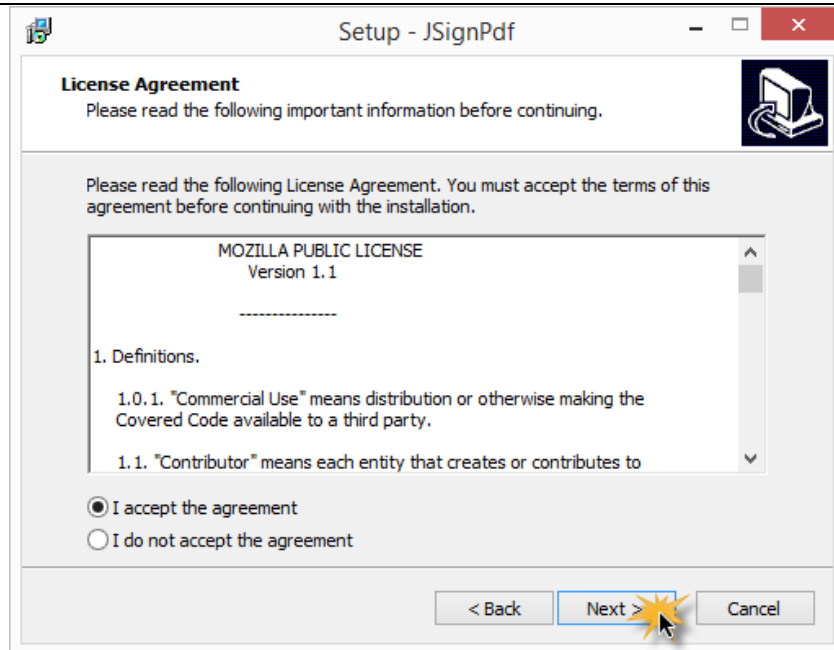 Setup - JSignPdf
License Agreement
Please read the following important information before continuing.
Please read the following License Agreement. You must accept the terms of this
agreement before continuing with the installation.
MOZILLA PUBLIC LICENSE
Version 1.1
---------------
1. Definitions.
1.0.1. "Commercial Use" means distribution or otherwise making the
Covered Code available to a third party.
1.1. "Contributor" means each entity that creates or contributes to
I accept the agreement
I do not accept the agreement
< Back Next > Cancel